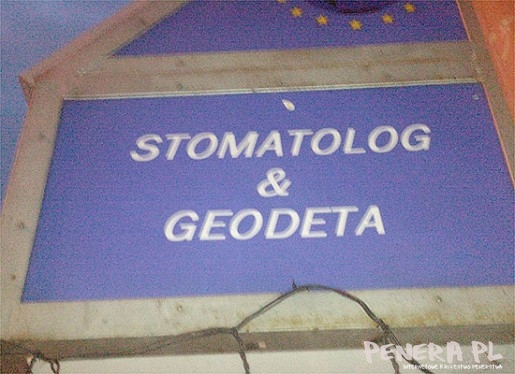 STOMATOLOG
&
GEODETA
PENERA PL